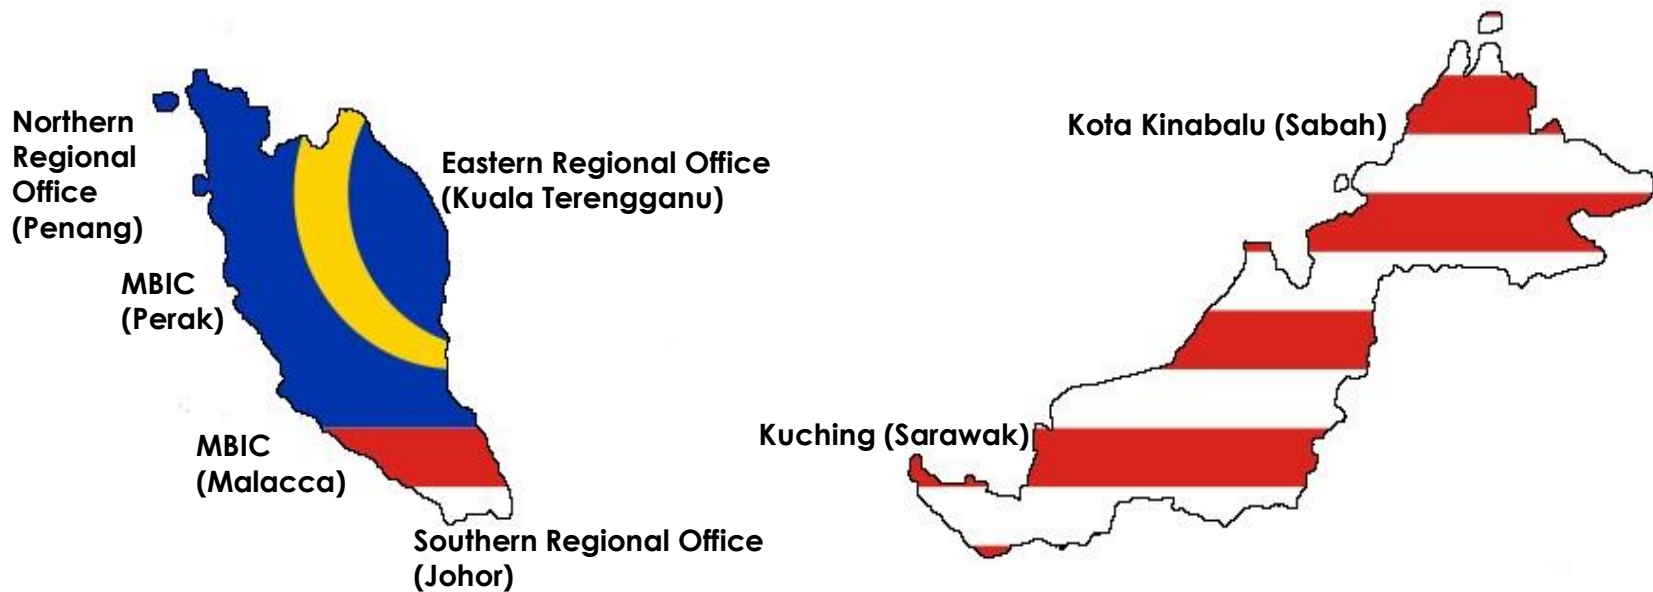 Northern
Regional
Office
(Penang)
MBIC
(Perak)
MBIC
(Malacca)
Southern Regional Office
(Johor)
Eastern Regional Office
(Kuala Terengganu)
Kota Kinabalu (Sabah)
Kuching (Sarawak)